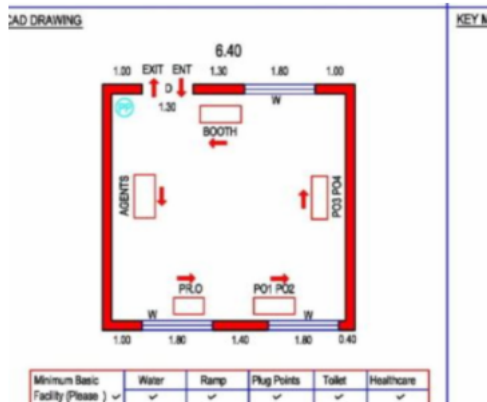 CAD DRAWING
KEY M
6.40
1.00 EXIT ENT 1.30 1.80 1.00
D
1.30
W
BOOTH
AGENTS
PO3 PO4
PR.O
PO1 PO2
W
W
1.00 1.80 1.40 1.80 0.40
Minimum Basic Water Ramp Plug Points Toilet Healthcare
Facility (Please ) ✓ ✓ ✓ ✓ ✓ ✓